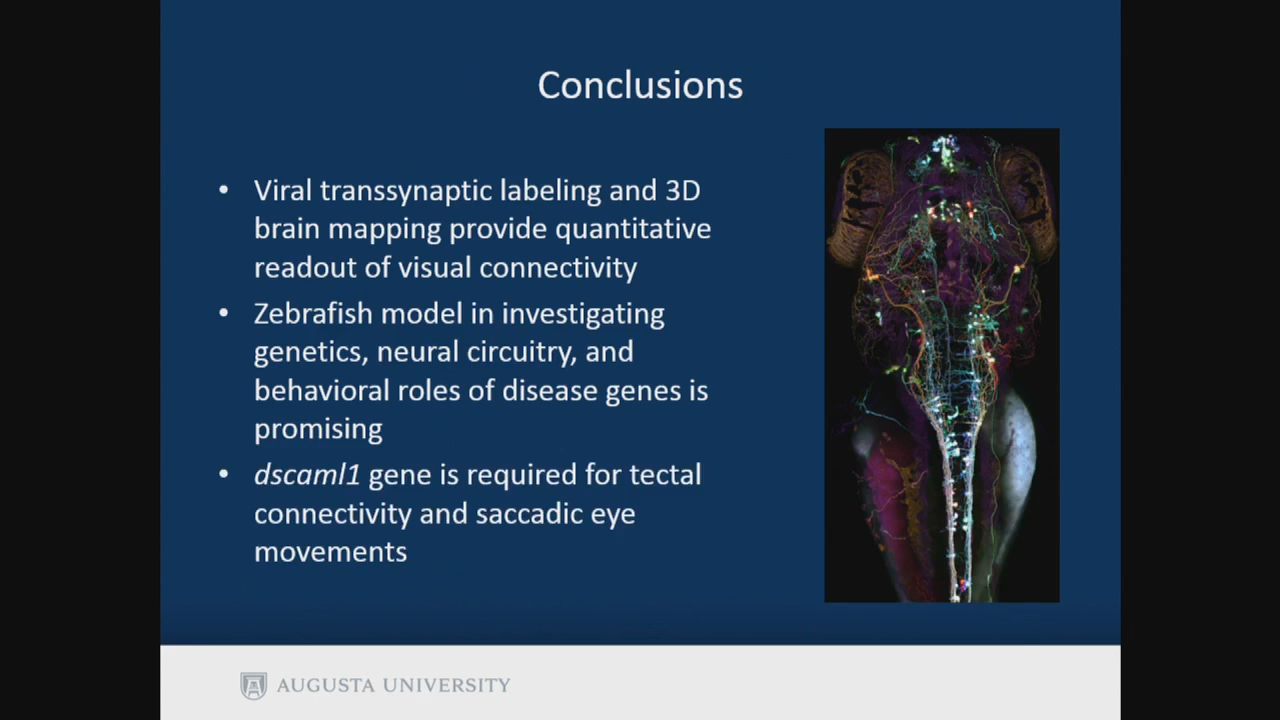 Conclusions
• Viral transsynaptic labeling and 3D
brain mapping provide quantitative
readout of visual connectivity
• Zebrafish model in investigating
genetics, neural circuitry, and
behavioral roles of disease genes is
promising
• dscaml1 gene is required for tectal
connectivity and saccadic eye
movements
AUGUSTA UNIVERSITY